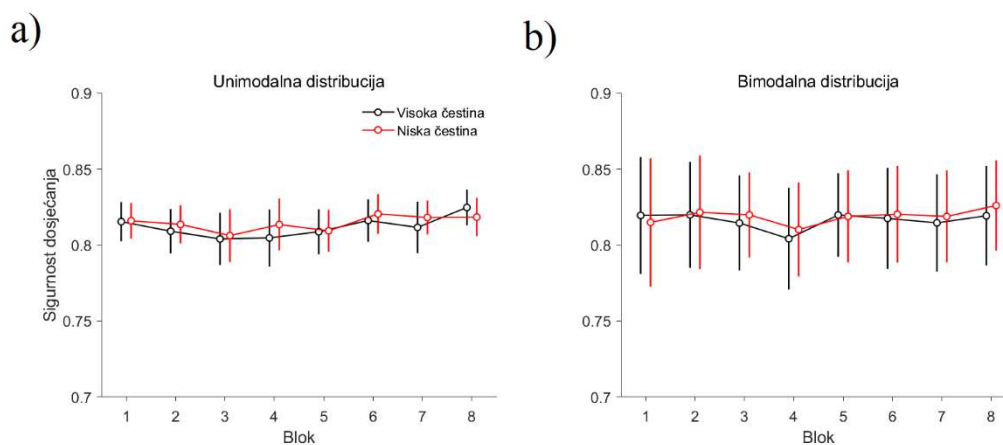 a)
Unimodalna distribucija
0.9
0.85
0.8
0.75
0.7
Sigurnost dosjećanja
Visoka čestina
Niska čestina
1 2 3 4 5 6 7 8
Blok
b)
Bimodalna distribucija
0.9
0.85
0.8
0.75
0.7
1 2 3 4 5 6 7 8
Blok